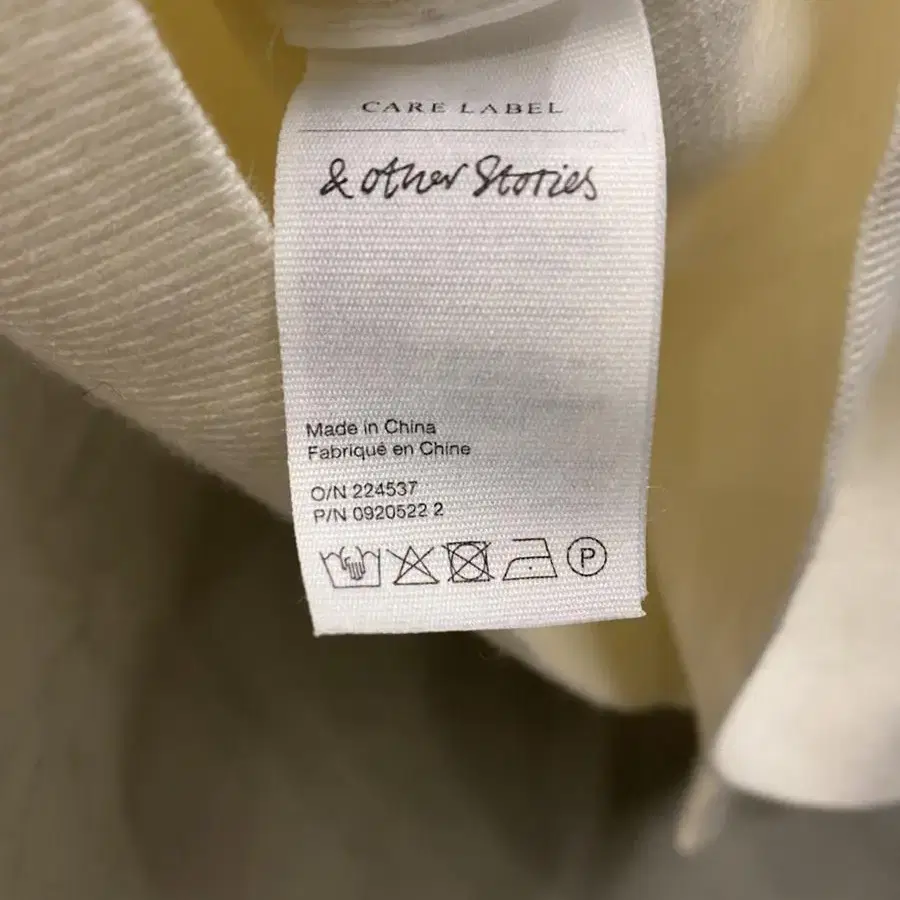 CARE LABEL
& other Stories
Made in China
Fabriqué en Chine
O/N 224537
P/N 0920522 2
P